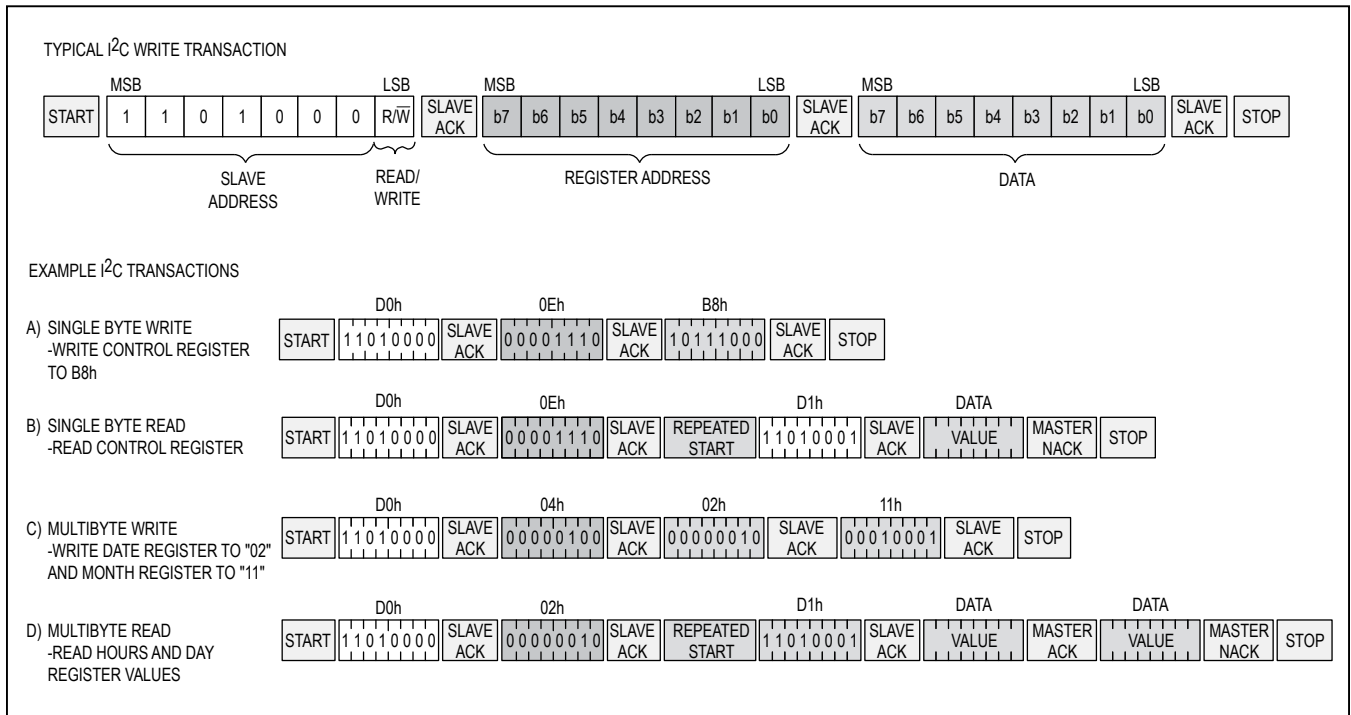 TYPICAL I2C WRITE TRANSACTION
MSB LSB MSB LSB MSB LSB
START 1 1 0 1 0 0 0 R/W̅ SLAVE ACK b7 b6 b5 b4 b3 b2 b1 b0 SLAVE ACK b7 b6 b5 b4 b3 b2 b1 b0 SLAVE ACK STOP
SLAVE ADDRESS READ/ WRITE REGISTER ADDRESS DATA
EXAMPLE I2C TRANSACTIONS
D0h 0Eh B8h
A) SINGLE BYTE WRITE
-WRITE CONTROL REGISTER
TO B8h
START 11010000 SLAVE ACK 00001110 SLAVE ACK 10111000 SLAVE ACK STOP
D0h 0Eh D1h DATA
B) SINGLE BYTE READ
-READ CONTROL REGISTER
START 11010000 SLAVE ACK 00001110 SLAVE ACK REPEATED START 11010001 SLAVE ACK VALUE MASTER NACK STOP
D0h 04h 02h 11h
C) MULTIBYTE WRITE
-WRITE DATE REGISTER TO "02"
AND MONTH REGISTER TO "11"
START 11010000 SLAVE ACK 00000100 SLAVE ACK 00000010 SLAVE ACK 00010001 SLAVE ACK STOP
D0h 02h D1h DATA DATA
D) MULTIBYTE READ
-READ HOURS AND DAY
REGISTER VALUES
START 11010000 SLAVE ACK 00000010 SLAVE ACK REPEATED START 11010001 SLAVE ACK VALUE MASTER ACK VALUE MASTER NACK STOP